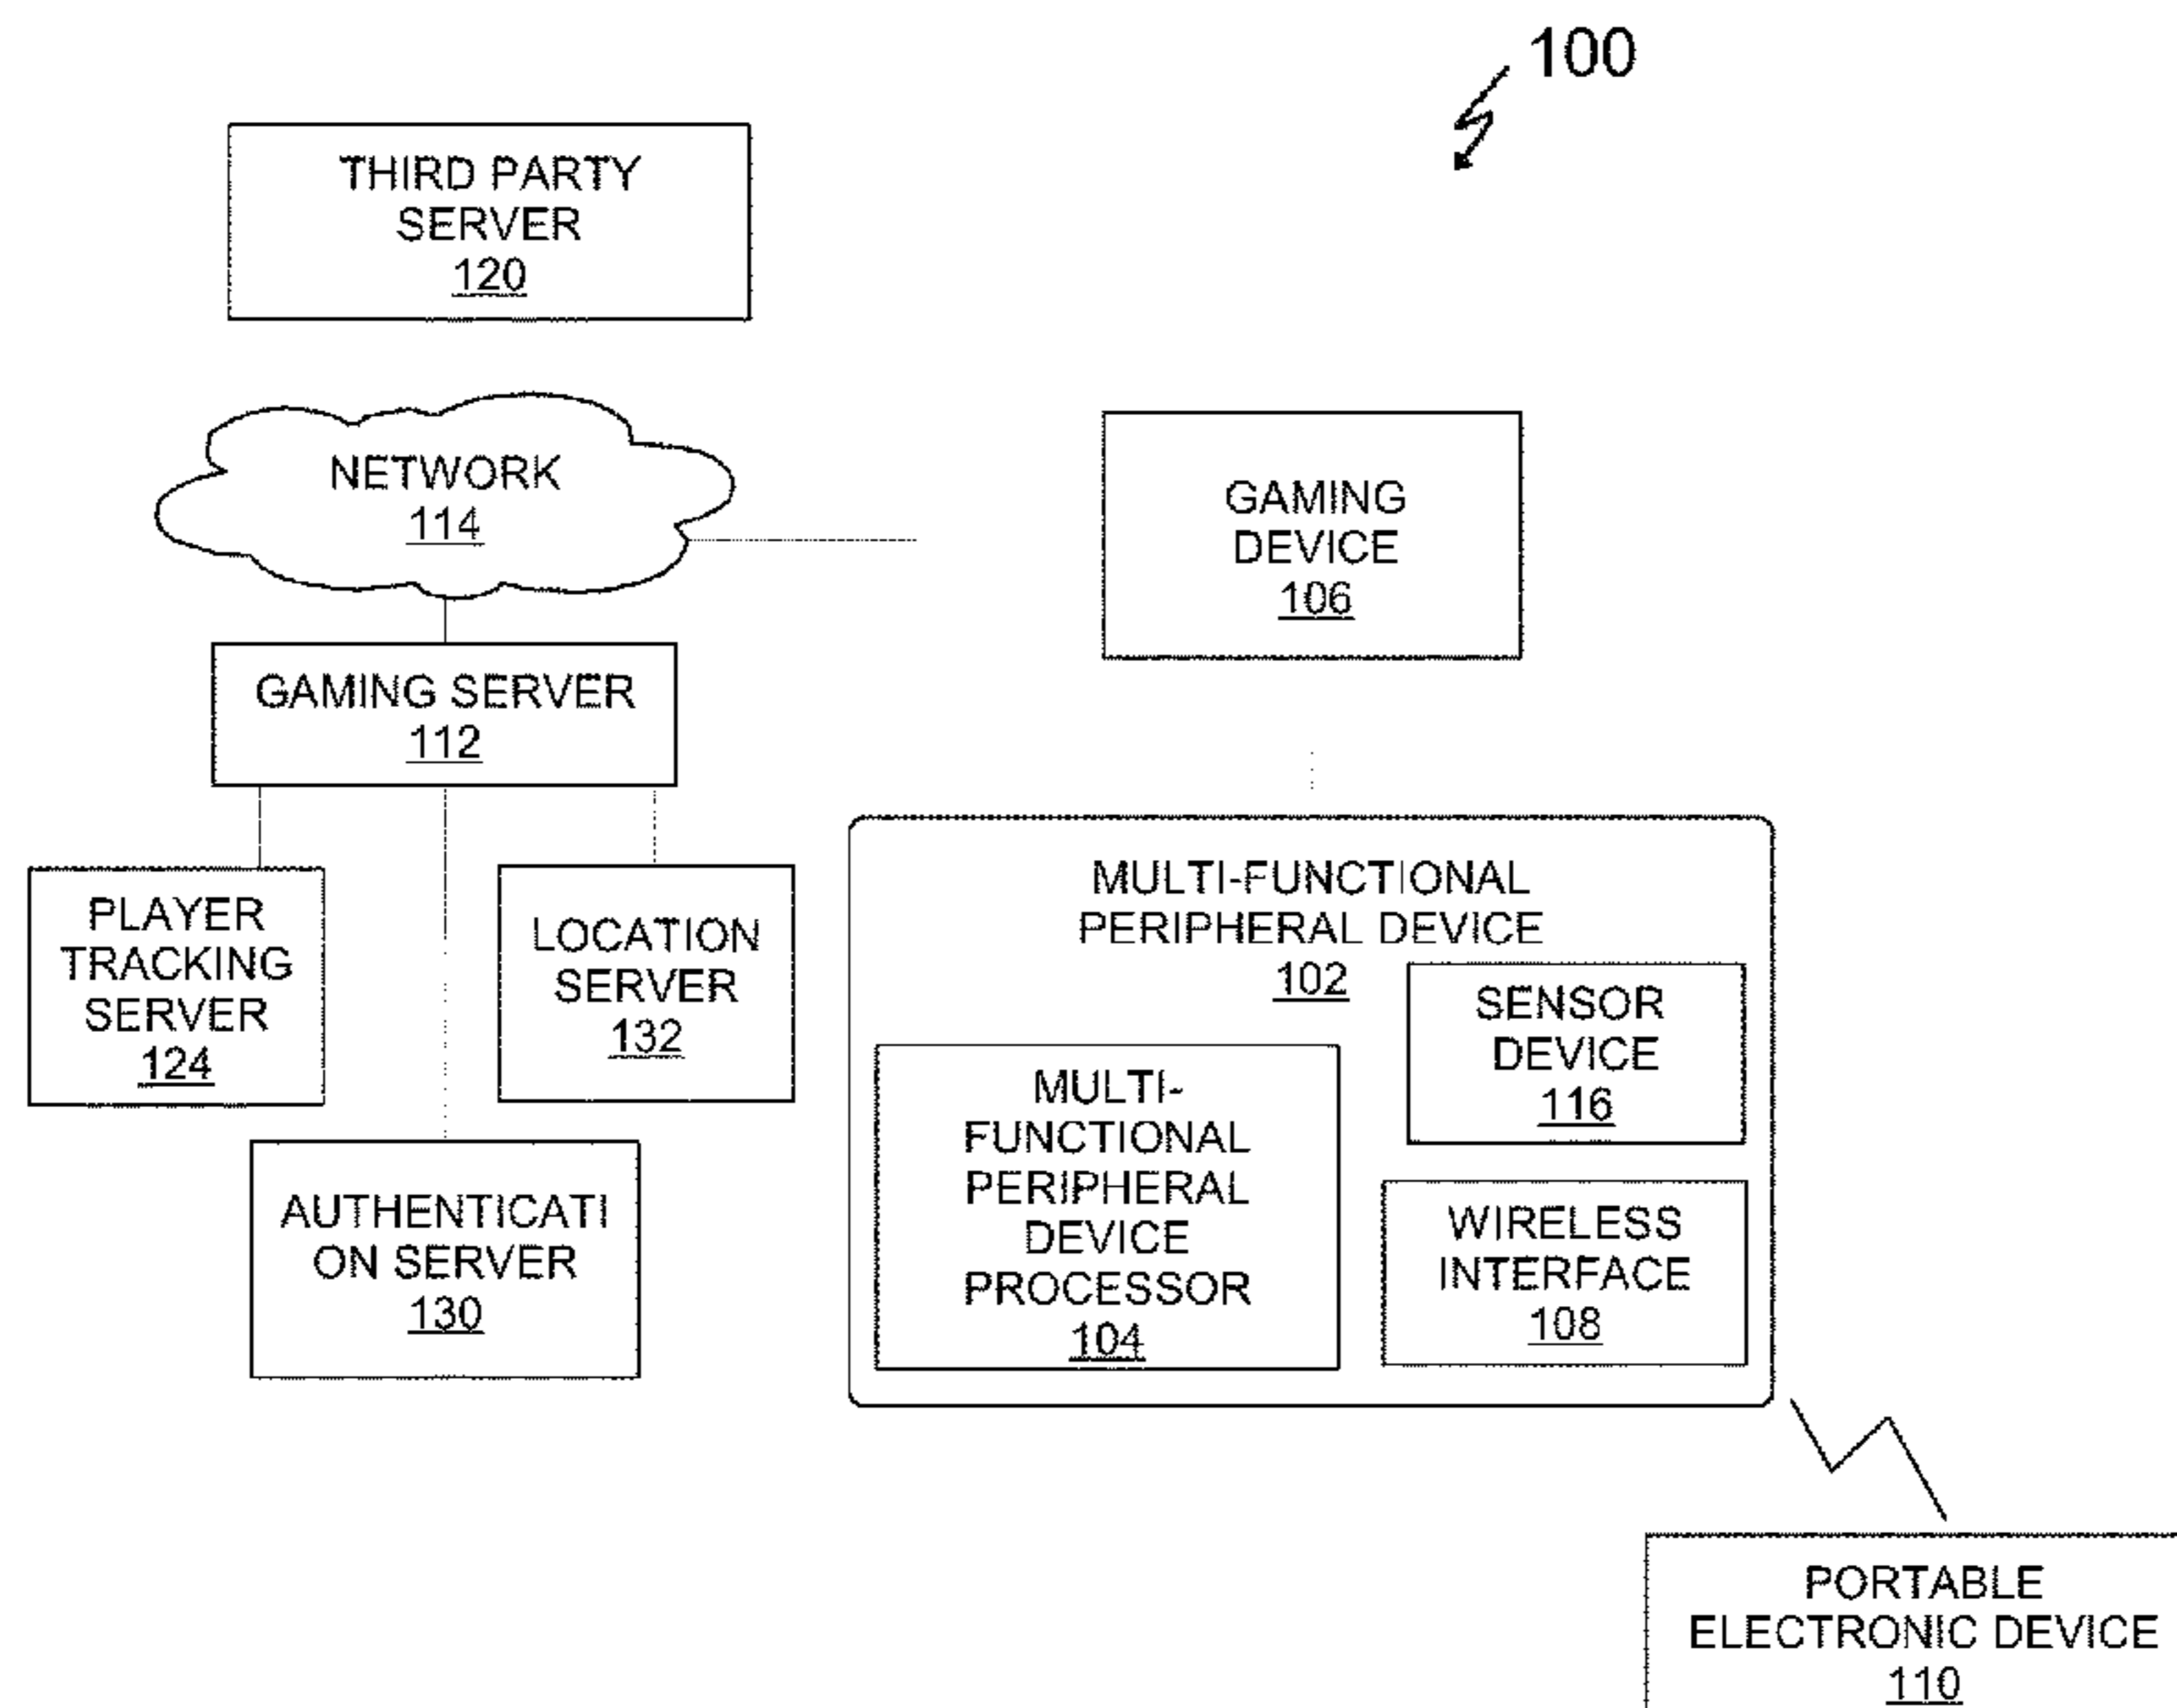 100
THIRD PARTY
SERVER
120
NETWORK
114
GAMING
DEVICE
106
GAMING SERVER
112
PLAYER
TRACKING
SERVER
124
LOCATION
SERVER
132
AUTHENTICATI
ON SERVER
130
MULTI-FUNCTIONAL
PERIPHERAL DEVICE
102
SENSOR
DEVICE
116
MULTI-
FUNCTIONAL
PERIPHERAL
DEVICE
PROCESSOR
104
WIRELESS
INTERFACE
108
PORTABLE
ELECTRONIC DEVICE
110